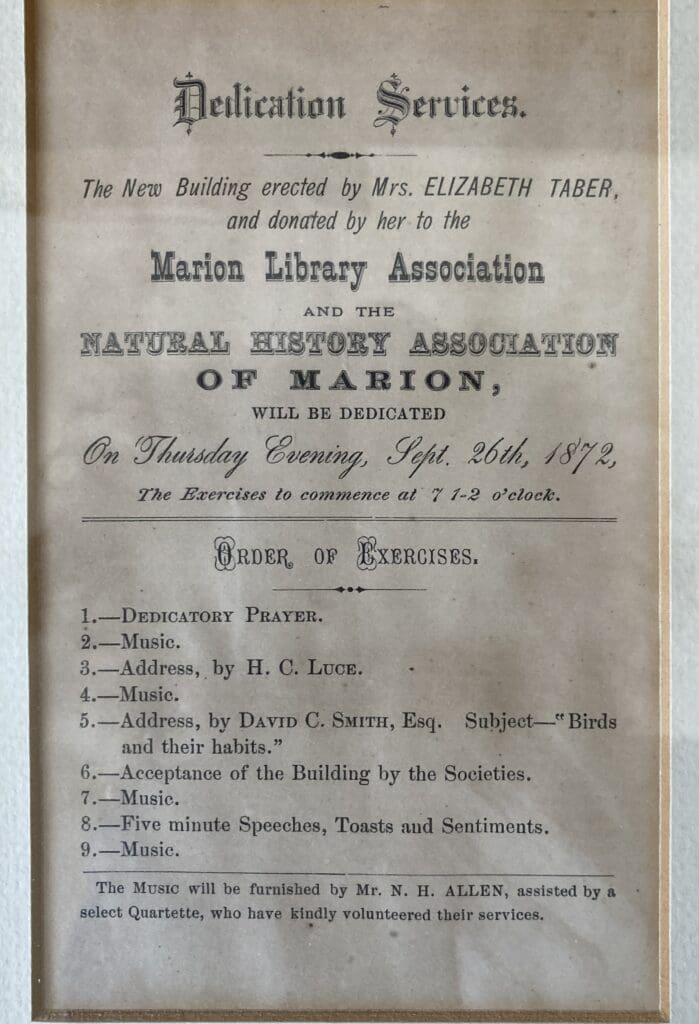 Dedication Services.
The New Building erected by Mrs. ELIZABETH TABER,
and donated by her to the
Marion Library Association
AND THE
NATURAL HISTORY ASSOCIATION
OF MARION,
WILL BE DEDICATED
On Thursday Evening, Sept. 26th, 1872,
The Exercises to commence at 7 1-2 o'clock.
ORDER OF EXERCISES.
1.—DEDICATORY PRAYER.
2.—Music.
3.—Address, by H. C. LUCE.
4.—Music.
5.—Address, by DAVID C. SMITH, Esq. Subject—"Birds
and their habits."
6.—Acceptance of the Building by the Societies.
7.—Music.
8.—Five minute Speeches, Toasts and Sentiments.
9.—Music.
The MUSIC will be furnished by Mr. N. H. ALLEN, assisted by a
select Quartette, who have kindly volunteered their services.